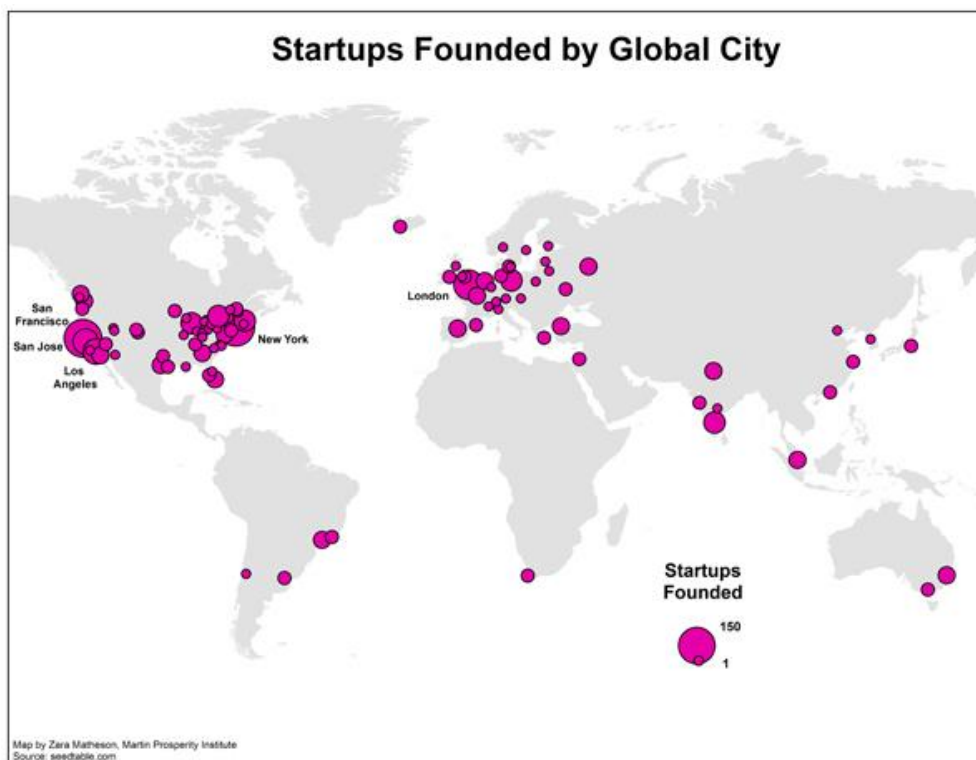 Startups Founded by Global City
San
Francisco
San Jose
Los
Angeles
New York
London
Startups
Founded
150
1
Map by Zara Matheson, Martin Prosperity Institute
Source: seedtable.com